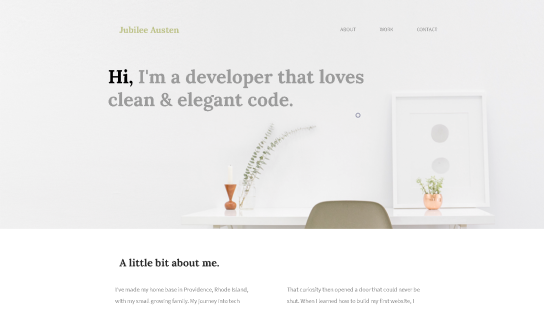 Jubilee Austen
ABOUT
WORK
CONTACT
Hi, I'm a developer that loves
clean & elegant code.
A little bit about me.
I've made my home base in Providence, Rhode Island,
with my small growing family. My journey into tech
That curiosity then opened a door that could never be
shut. When I learned how to build my first website, I